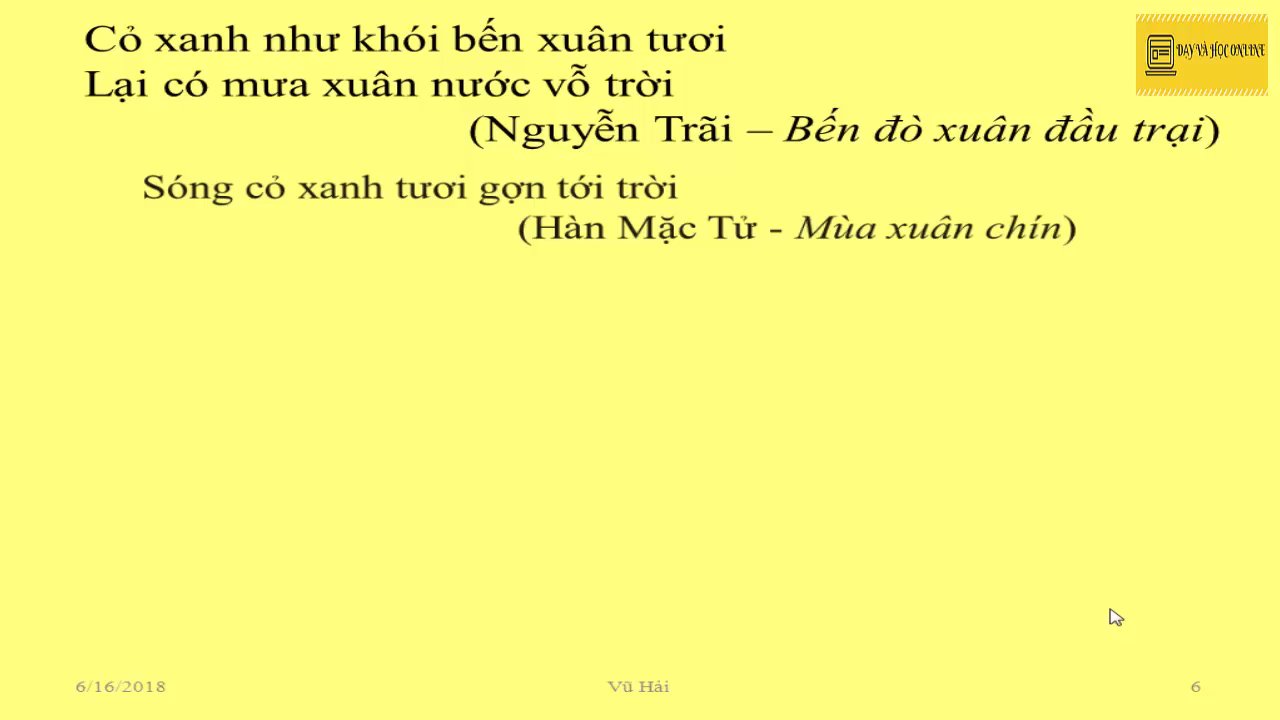 Cỏ xanh như khói bến xuân tươi
Lại có mưa xuân nước vỗ trời
(Nguyễn Trãi – Bến đò xuân đầu trại)
Sóng cỏ xanh tươi gợn tới trời
(Hàn Mặc Tử - Mùa xuân chín)
DẠY VÀ HỌC ONLINE
6/16/2018
Vũ Hải
6